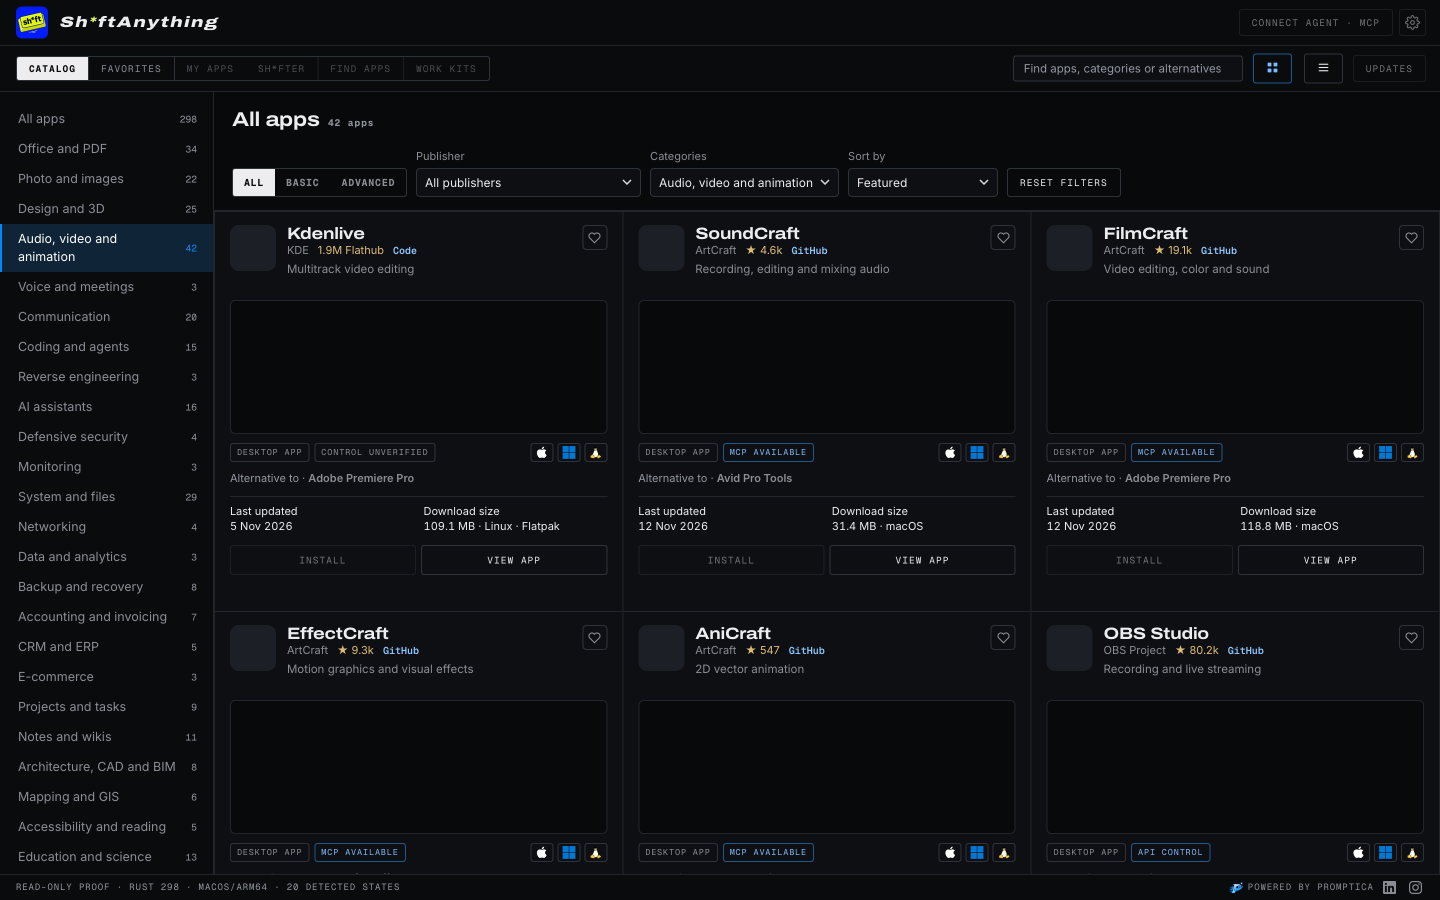 sh*ft
Sh*ftAnything
CONNECT AGENT · MCP
CATALOG
FAVORITES
MY APPS
SH*FTER
FIND APPS
WORK KITS
Find apps, categories or alternatives
UPDATES
All apps 298
Office and PDF 34
Photo and images 22
Design and 3D 25
Audio, video and
animation 42
Voice and meetings 3
Communication 20
Coding and agents 15
Reverse engineering 3
AI assistants 16
Defensive security 4
Monitoring 3
System and files 29
Networking 4
Data and analytics 3
Backup and recovery 8
Accounting and invoicing 7
CRM and ERP 5
E-commerce 3
Projects and tasks 9
Notes and wikis 11
Architecture, CAD and BIM 8
Mapping and GIS 6
Accessibility and reading 5
Education and science 13
All apps 42 apps
Publisher
Categories
Sort by
ALL
BASIC
ADVANCED
All publishers
Audio, video and animation
Featured
RESET FILTERS
Kdenlive
KDE 1.9M Flathub Code
Multitrack video editing
DESKTOP APP
CONTROL UNVERIFIED
Alternative to · Adobe Premiere Pro
Last updated
5 Nov 2026
Download size
109.1 MB · Linux · Flatpak
INSTALL
VIEW APP
SoundCraft
ArtCraft ★ 4.6k GitHub
Recording, editing and mixing audio
DESKTOP APP
MCP AVAILABLE
Alternative to · Avid Pro Tools
Last updated
12 Nov 2026
Download size
31.4 MB · macOS
INSTALL
VIEW APP
FilmCraft
ArtCraft ★ 19.1k GitHub
Video editing, color and sound
DESKTOP APP
MCP AVAILABLE
Alternative to · Adobe Premiere Pro
Last updated
12 Nov 2026
Download size
118.8 MB · macOS
INSTALL
VIEW APP
EffectCraft
ArtCraft ★ 9.3k GitHub
Motion graphics and visual effects
DESKTOP APP
MCP AVAILABLE
AniCraft
ArtCraft ★ 547 GitHub
2D vector animation
DESKTOP APP
MCP AVAILABLE
OBS Studio
OBS Project ★ 80.2k GitHub
Recording and live streaming
DESKTOP APP
API CONTROL
READ-ONLY PROOF · RUST 298 · MACOS/ARM64 · 20 DETECTED STATES
POWERED BY PROMPTICA